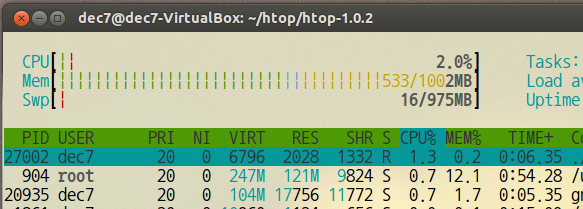 dec7@dec7-VirtualBox: ~/htop/htop-1.0.2
CPU[|| 2.0%] Tasks:
Mem[||||||||||||||||||||||||||||||||||||||||533/1002MB] Load av
Swp[| 16/975MB] Uptime
PID USER PRI NI VIRT RES SHR S CPU% MEM% TIME+ Co
27002 dec7 20 0 6796 2028 1332 R 1.3 0.2 0:06.35 ./
904 root 20 0 247M 121M 9824 S 0.7 12.1 0:54.28 /u
20935 dec7 20 0 104M 17756 11772 S 0.7 1.7 0:05.35 gn